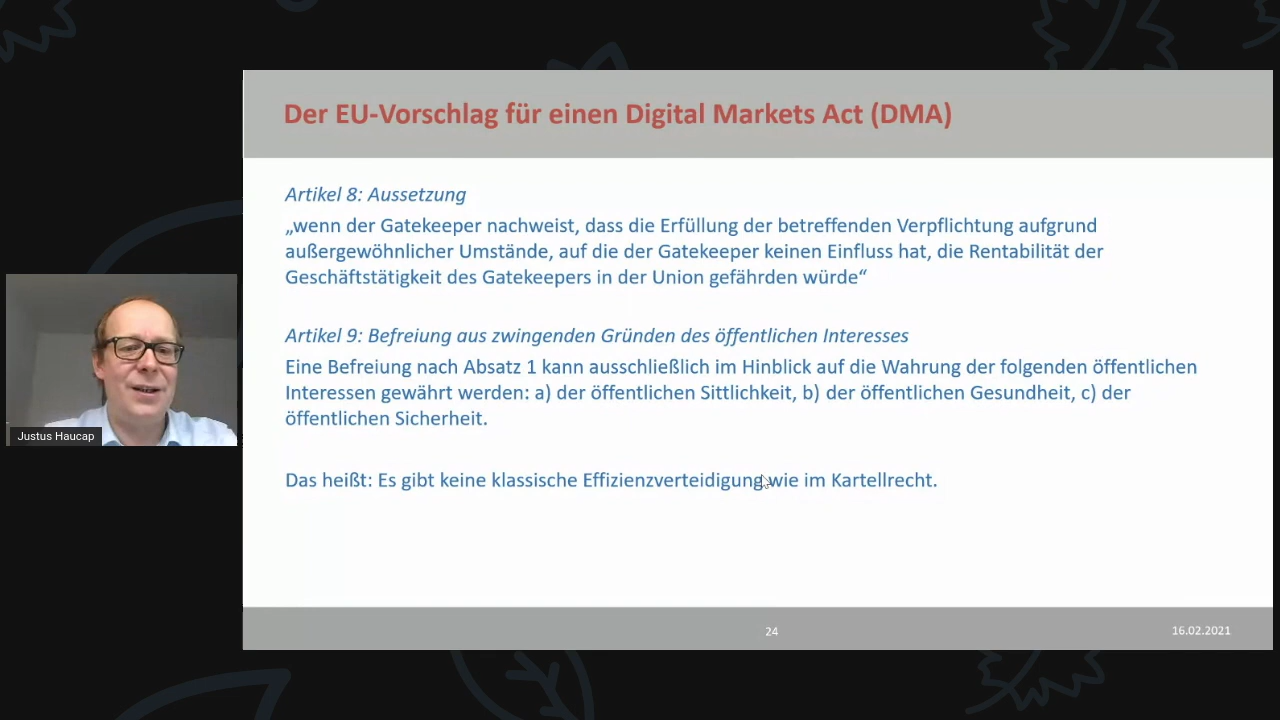 Der EU-Vorschlag für einen Digital Markets Act (DMA)
Artikel 8: Aussetzung
„wenn der Gatekeeper nachweist, dass die Erfüllung der betreffenden Verpflichtung aufgrund
außergewöhnlicher Umstände, auf die der Gatekeeper keinen Einfluss hat, die Rentabilität der
Geschäftstätigkeit des Gatekeepers in der Union gefährden würde“
Artikel 9: Befreiung aus zwingenden Gründen des öffentlichen Interesses
Eine Befreiung nach Absatz 1 kann ausschließlich im Hinblick auf die Wahrung der folgenden öffentlichen
Interessen gewährt werden: a) der öffentlichen Sittlichkeit, b) der öffentlichen Gesundheit, c) der
öffentlichen Sicherheit.
Das heißt: Es gibt keine klassische Effizienzverteidigung wie im Kartellrecht.
Justus Haucap
24
16.02.2021